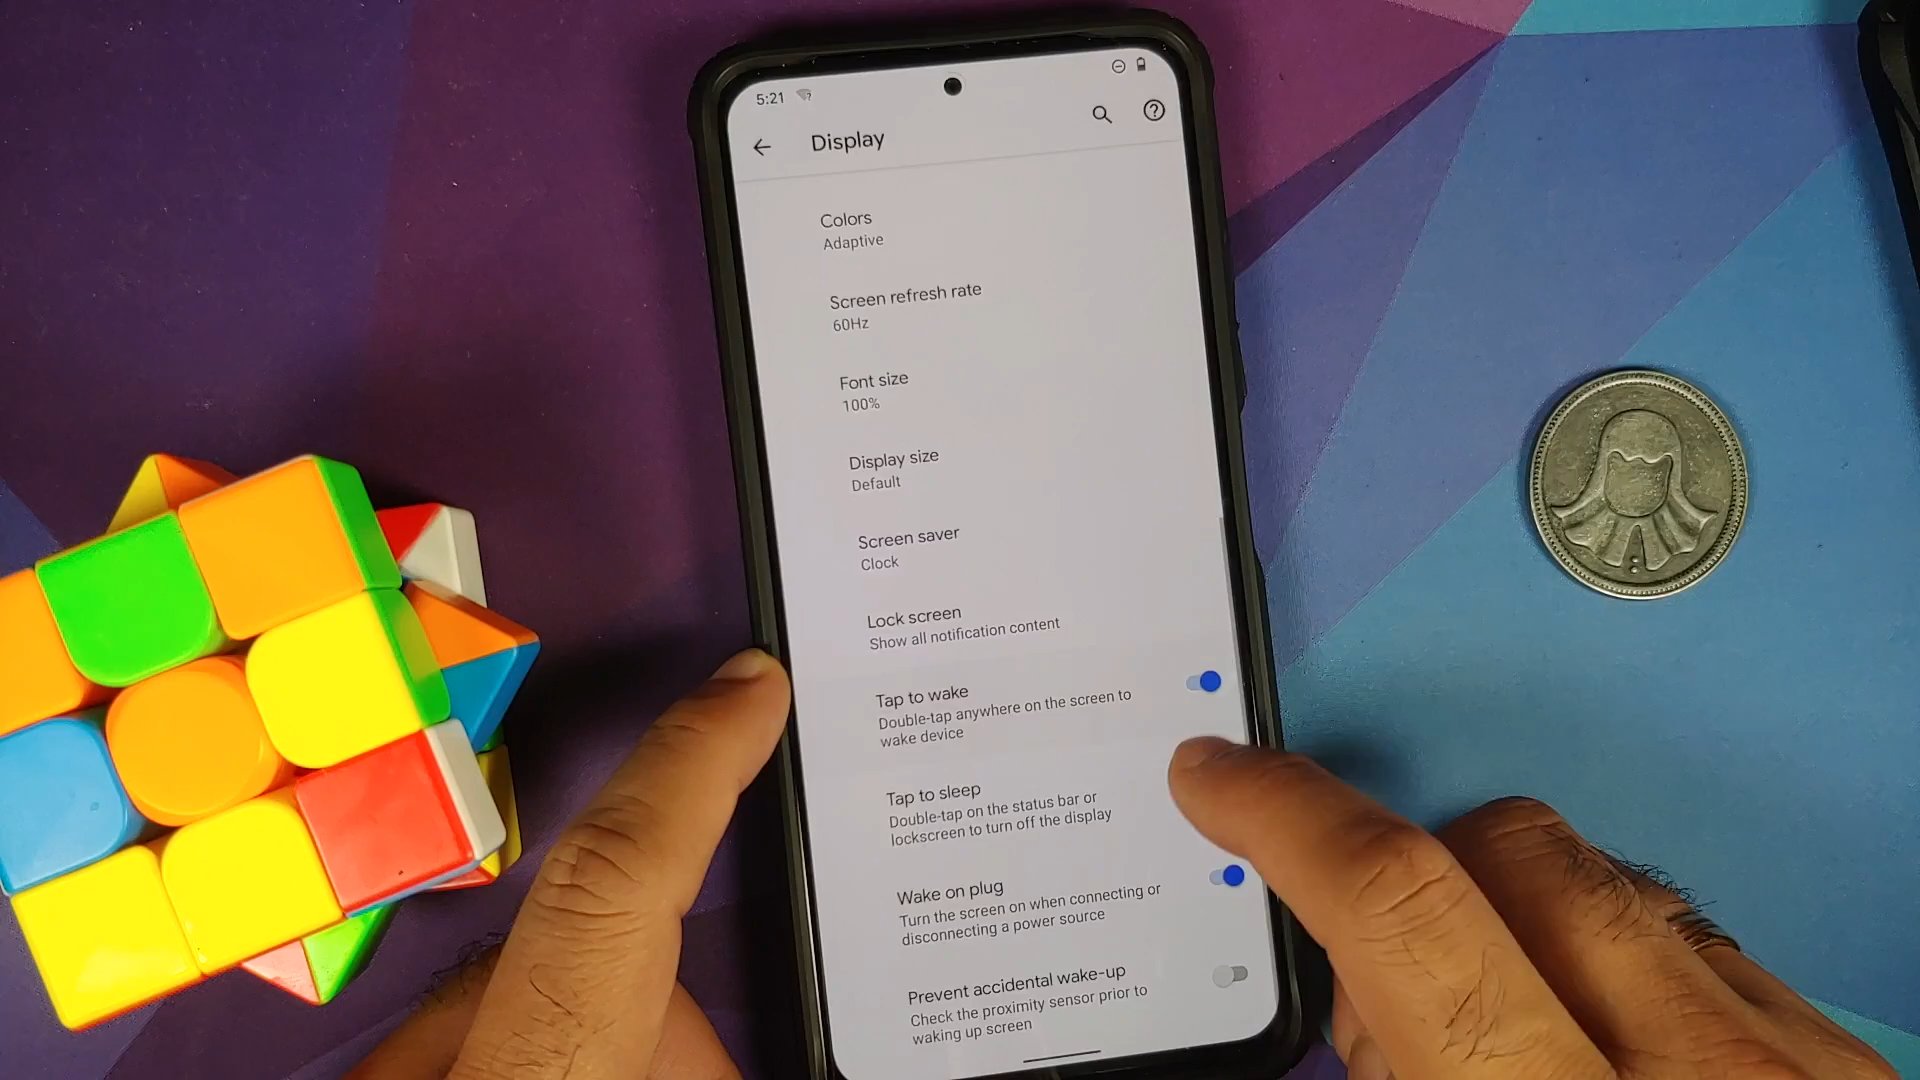 5:21
Display
Colors
Adaptive
Screen refresh rate
60Hz
Font size
100%
Display size
Default
Screen saver
Clock
Lock screen
Show all notification content
Tap to wake
Double-tap anywhere on the screen to
wake device
Tap to sleep
Double-tap on the status bar or
lockscreen to turn off the display
Wake on plug
Turn the screen on when connecting or
disconnecting a power source
Prevent accidental wake-up
Check the proximity sensor prior to
waking up screen